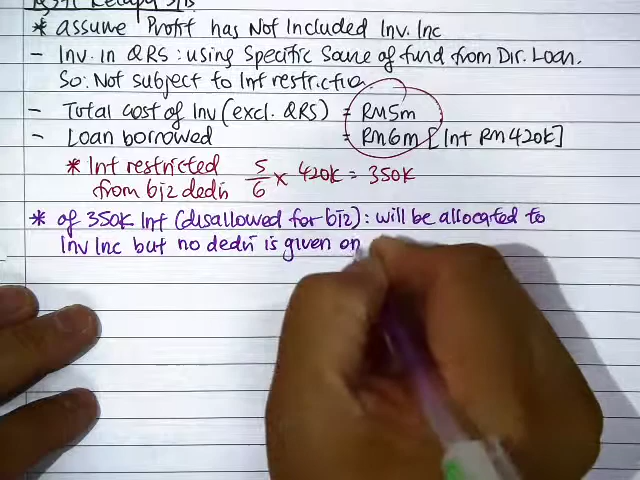 * Assume Profit has Not Included Inv. Inc
- Inv. in QRS : using Specific Source of fund from Dir. Loan.
So: Not subject to Int restriction
- Total cost of Inv (excl. QRS) = RM5m
- Loan borrowed = RM6m [Int RM420k]
* Int restricted 5/6 x 420k = 350k
from biz dedn
* of 350k Int (disallowed for biz) : will be allocated to
Inv Inc but no dedn is given on